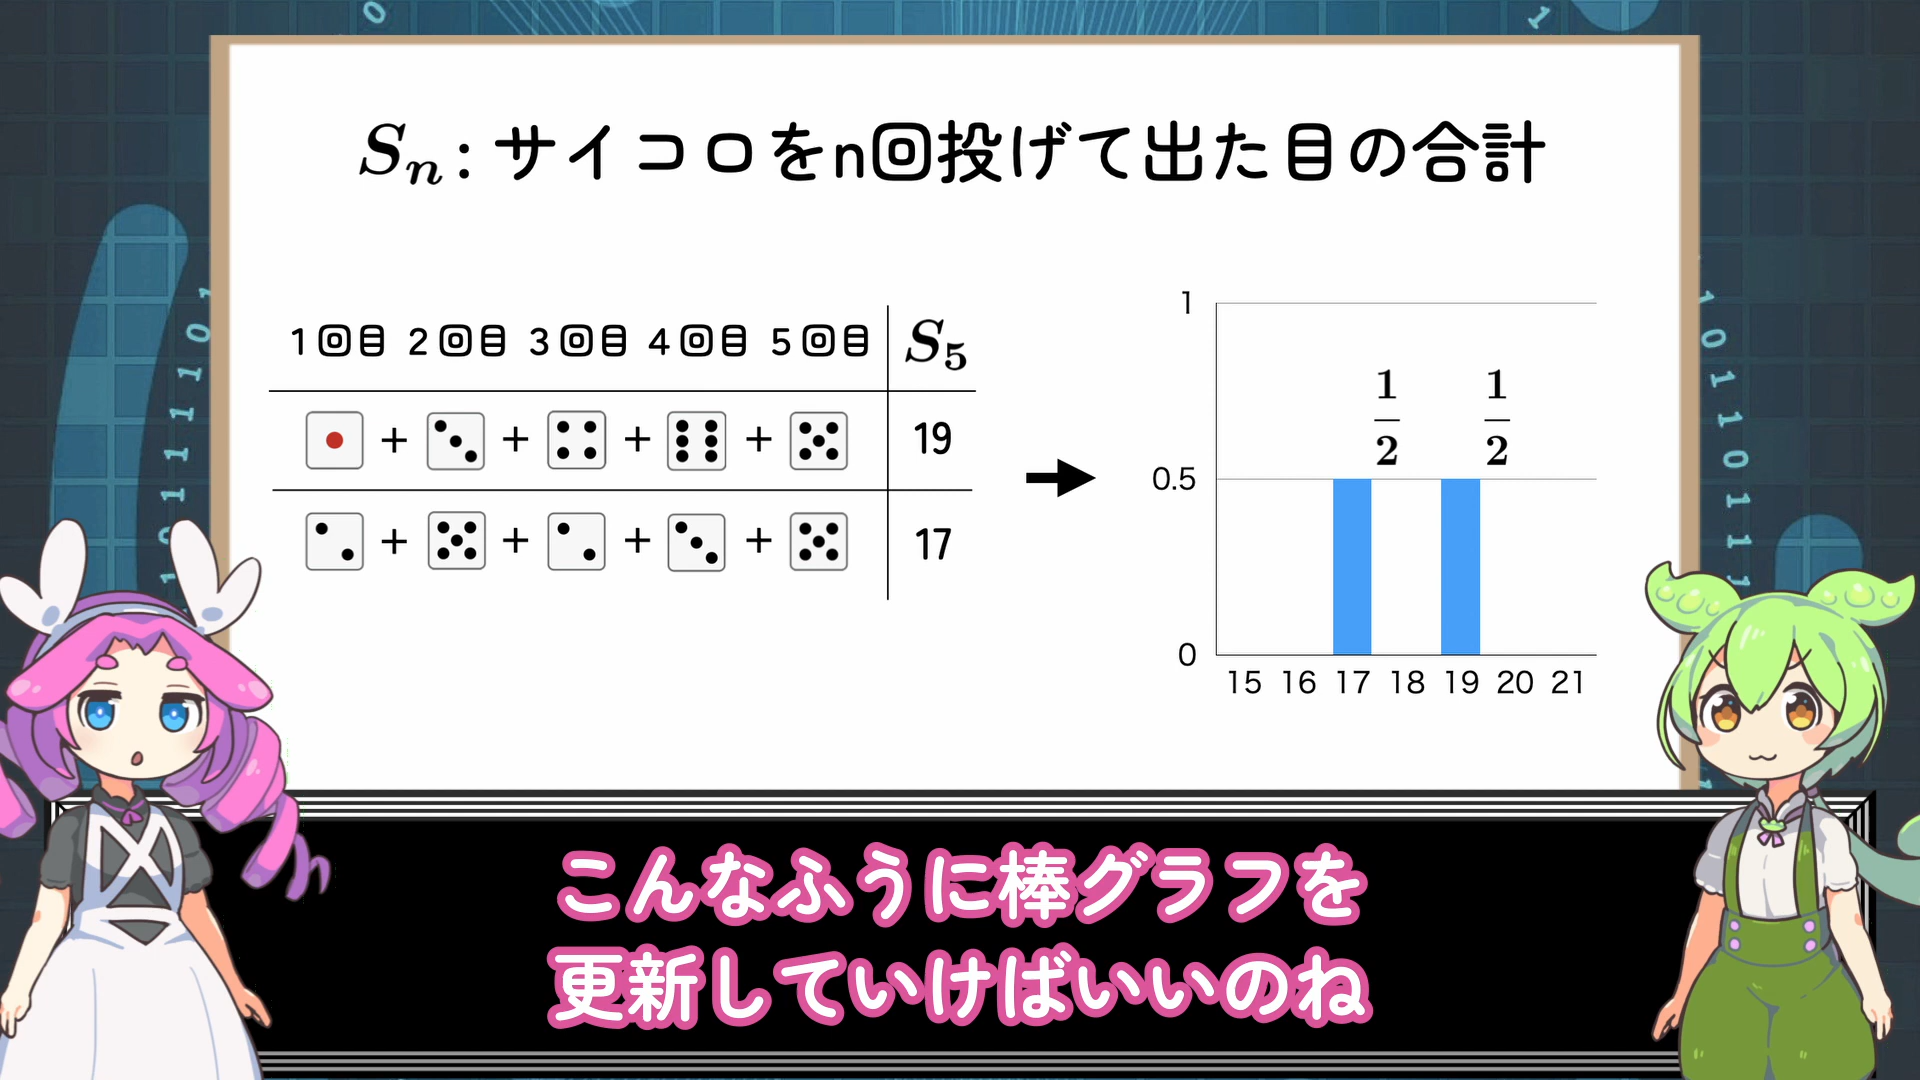 Sn: サイコロをn回投げて出た目の合計
1回目 2回目 3回目 4回目 5回目 S5
+ + + + 19
+ + + + 17
1
0.5
0
1/2 1/2
15 16 17 18 19 20 21
こんなふうに棒グラフを
更新していけばいいのね